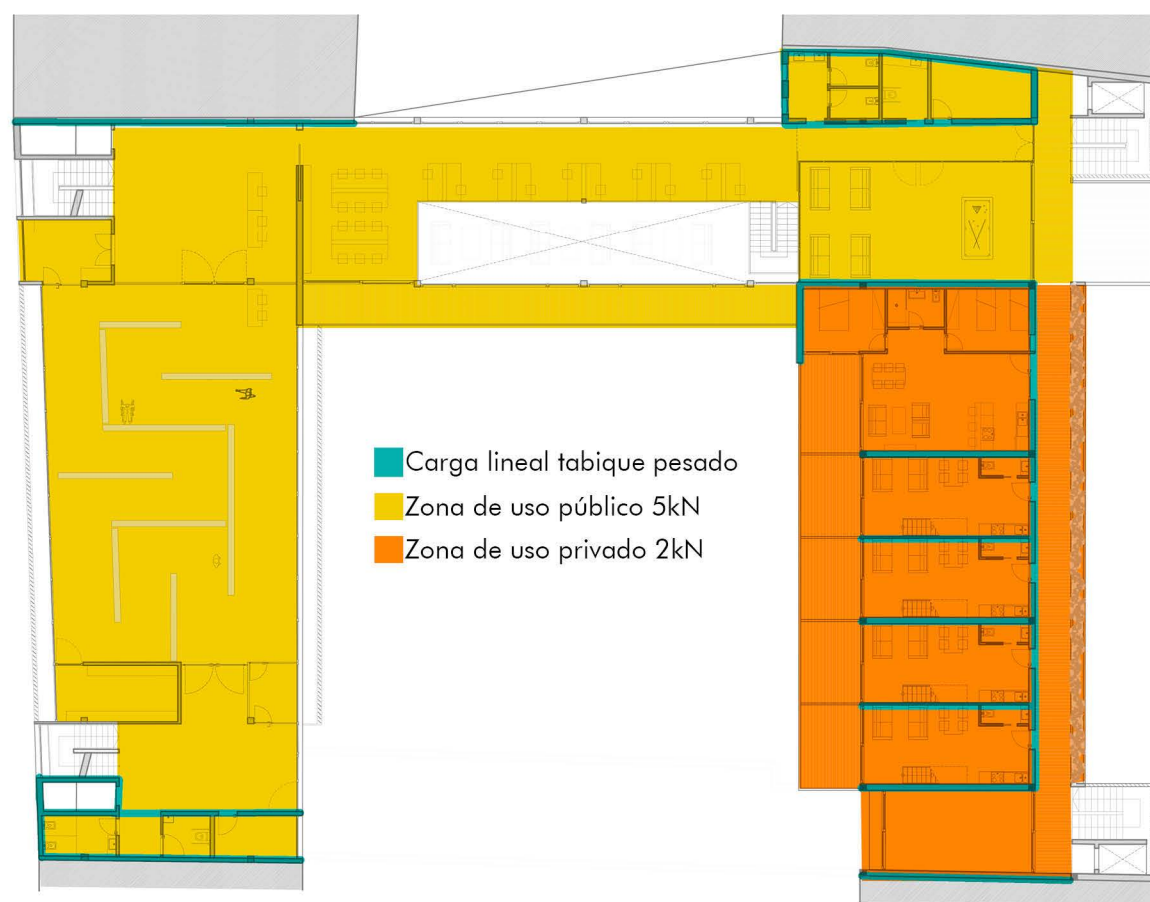 Carga lineal tabique pesado
Zona de uso público 5kN
Zona de uso privado 2kN